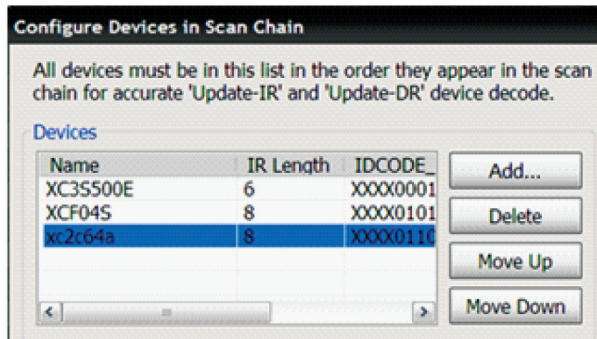 Configure Devices in Scan Chain
All devices must be in this list in the order they appear in the scan
chain for accurate 'Update-IR' and 'Update-DR' device decode.
Devices
Name IR Length IDCODE_
XC3S500E 6 XXXX0001
XCF04S 8 XXXX0101
xc2c64a 8 XXXX0110
Add...
Delete
Move Up
Move Down